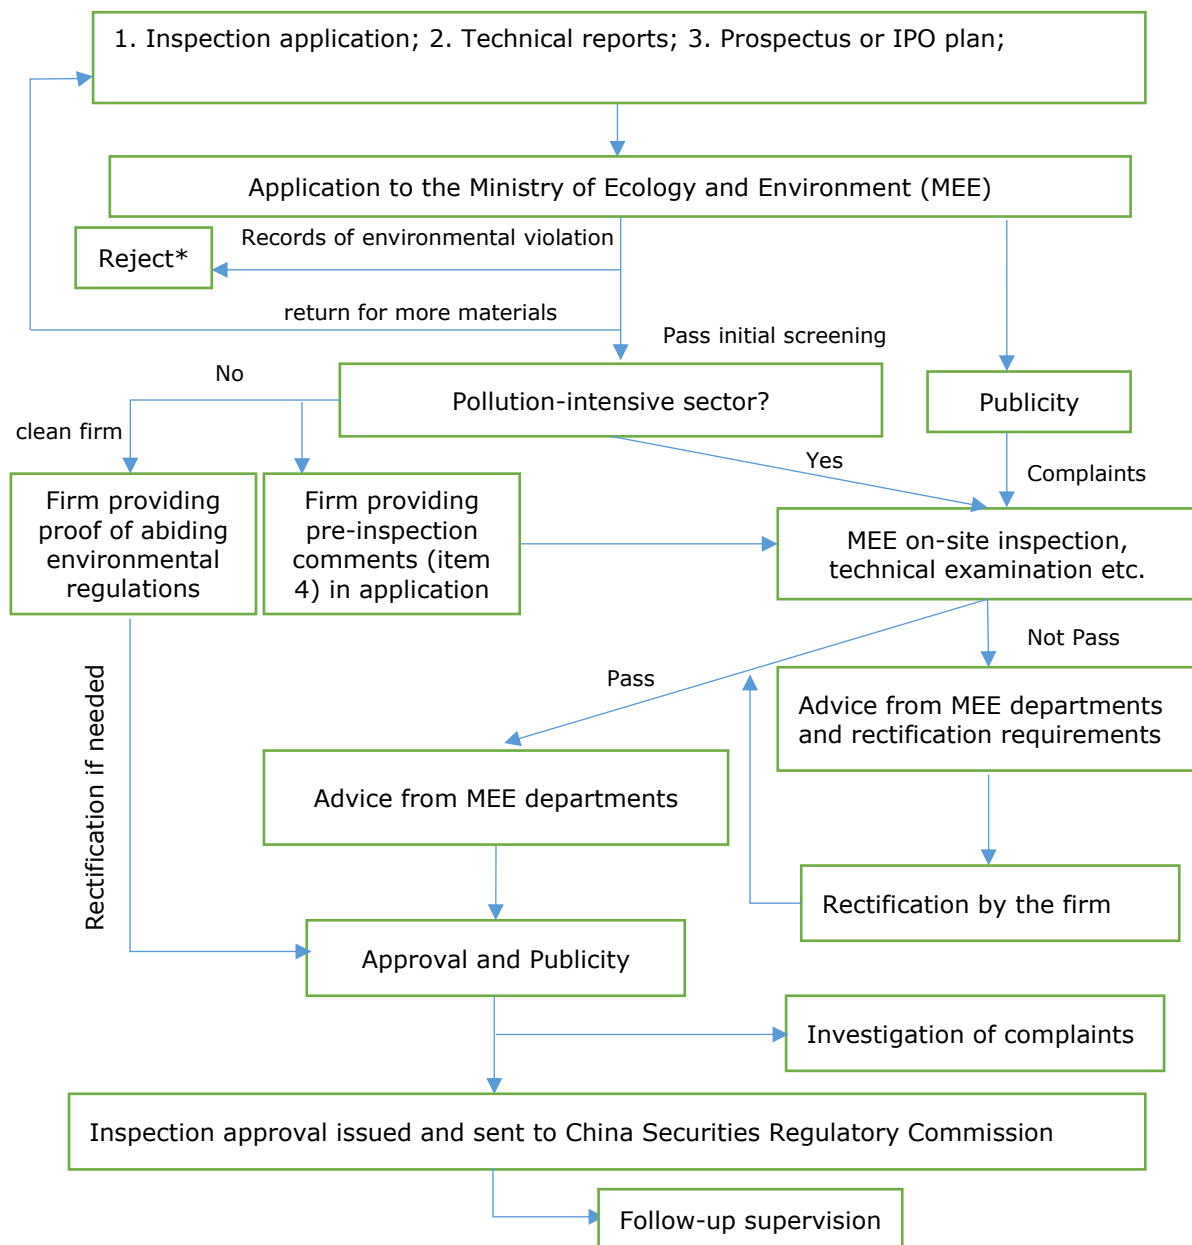 1. Inspection application; 2. Technical reports; 3. Prospectus or IPO plan;
Application to the Ministry of Ecology and Environment (MEE)
Records of environmental violation
Reject*
return for more materials
Pass initial screening
No
Pollution-intensive sector?
Publicity
clean firm
Yes
Complaints
Firm providing
proof of abiding
environmental
regulations
Firm providing
pre-inspection
comments (item
4) in application
MEE on-site inspection,
technical examination etc.
Not Pass
Pass
Rectification if needed
Advice from MEE departments
and rectification requirements
Advice from MEE departments
Rectification by the firm
Approval and Publicity
Investigation of complaints
Inspection approval issued and sent to China Securities Regulatory Commission
Follow-up supervision